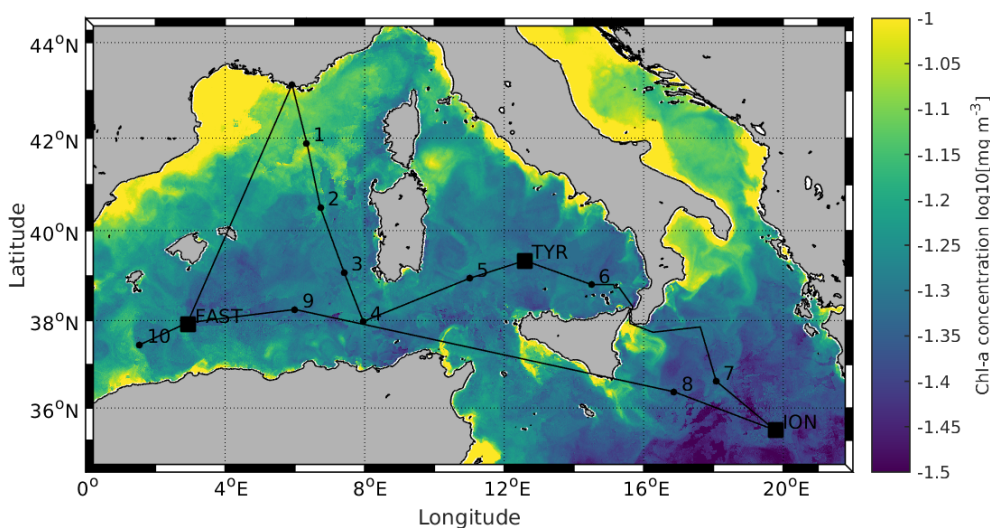 44°N
42°N
40°N
38°N
36°N
Latitude
0
4°E
8°E
12°E
16°E
20°E
Longitude
1
2
3
4
5
TYR
6
7
8
ION
9
FAST
10
-1
-1.05
-1.1
-1.15
-1.2
-1.25
-1.3
-1.35
-1.4
-1.45
-1.5
Chl-a concentration log10[mg m⁻³]